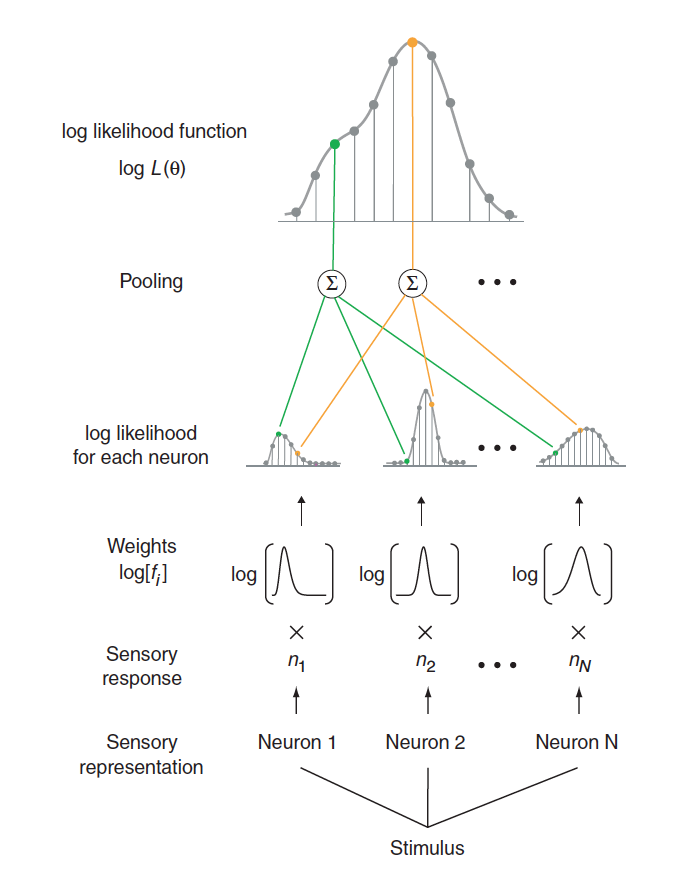 log likelihood function
log L(θ)
Pooling
Σ Σ • • •
log likelihood
for each neuron
• • •
Weights
log[fi]
log log log
× × ×
Sensory
response
n1 n2 • • • nN
Sensory
representation
Neuron 1 Neuron 2 Neuron N
Stimulus